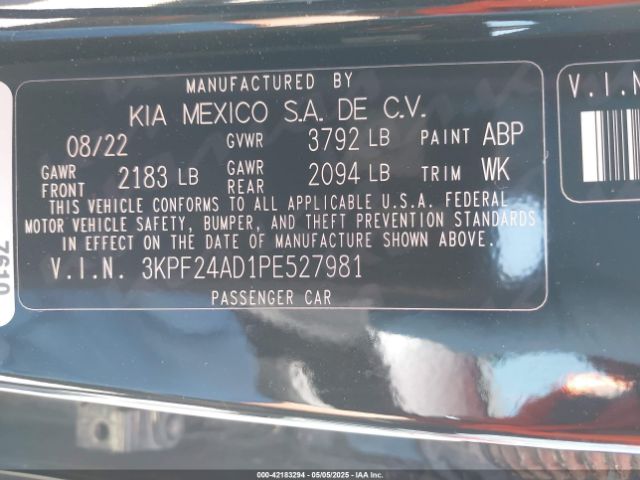 MANUFACTURED BY
KIA MEXICO S.A. DE C.V.
08/22 GVWR 3792 LB PAINT ABP
GAWR FRONT 2183 LB GAWR REAR 2094 LB TRIM WK
THIS VEHICLE CONFORMS TO ALL APPLICABLE U.S.A. FEDERAL
MOTOR VEHICLE SAFETY, BUMPER, AND THEFT PREVENTION STANDARDS
IN EFFECT ON THE DATE OF MANUFACTURE SHOWN ABOVE.
V.I.N. 3KPF24AD1PE527981
PASSENGER CAR
V.I.N
7610
000-42183294 - 05/05/2025 - IAAI.COM